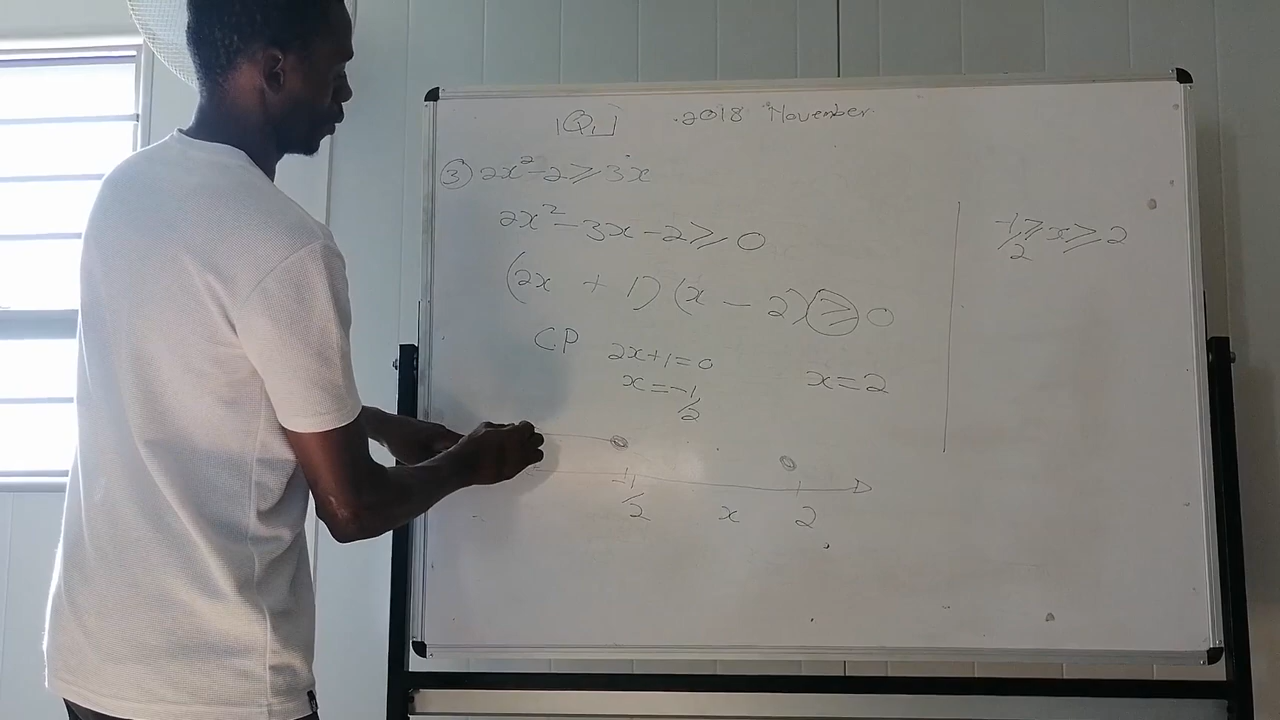 [Q1] 2018 November
③ 2x²-2⩾3x
2x²-3x-2⩾0
(2x + 1)(x - 2)⩾0
CP 2x+1=0 x=2
x=-1/2
-1/2 x 2
-1/2⩾x⩾2